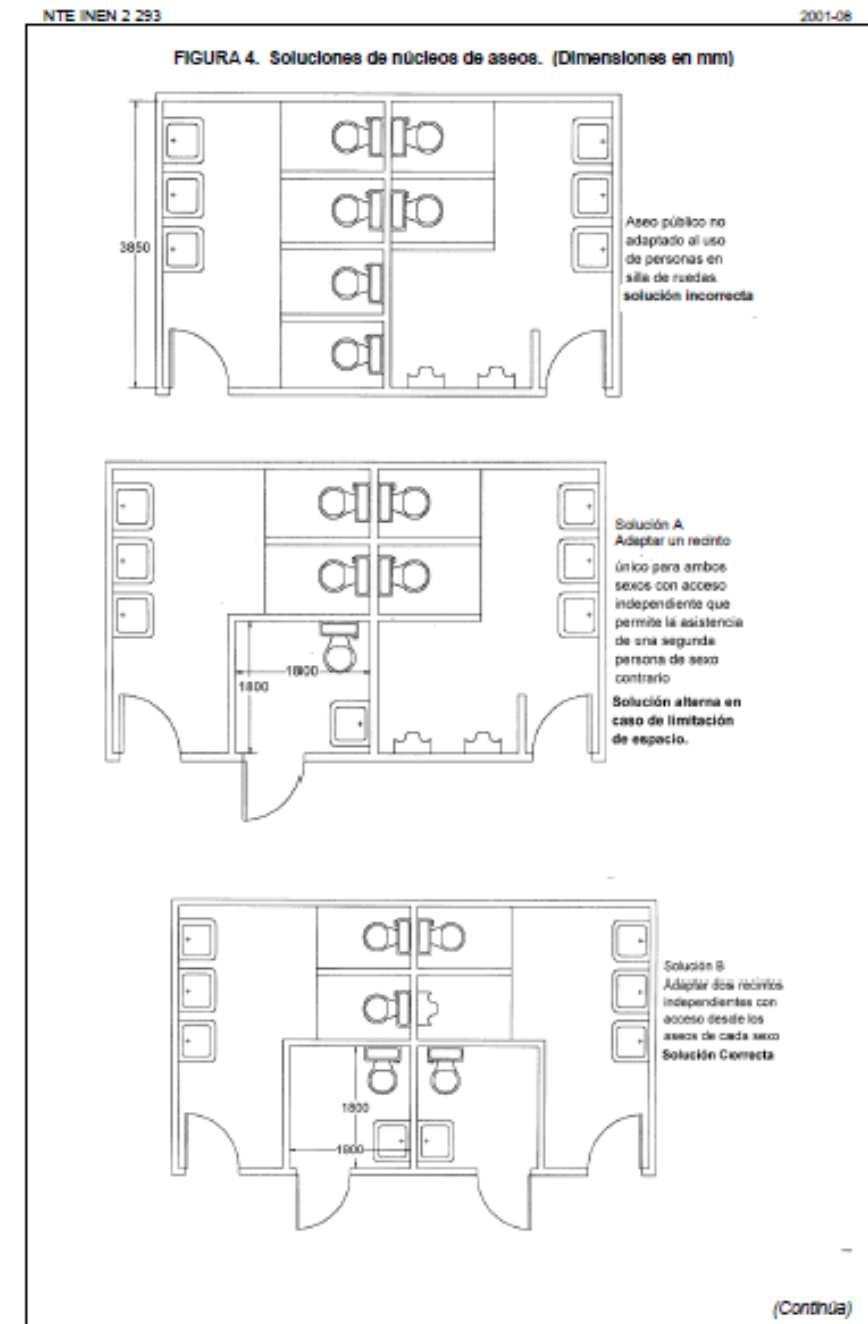 NTE INEN 2 293
2001-08
FIGURA 4. Soluciones de núcleos de aseos. (Dimensiones en mm)
3850
Aseo público no
adaptado al uso
de personas en
silla de ruedas.
solución incorrecta
Solución A
Adaptar un recinto
único para ambos
sexos con acceso
independiente que
permite la asistencia
de una segunda
persona de sexo
contrario
Solución alterna en
caso de limitación
de espacio.
1800
1800
Solución B
Adaptar dos recintos
independientes con
acceso desde los
aseos de cada sexo
Solución Correcta
1800
1800
(Continúa)